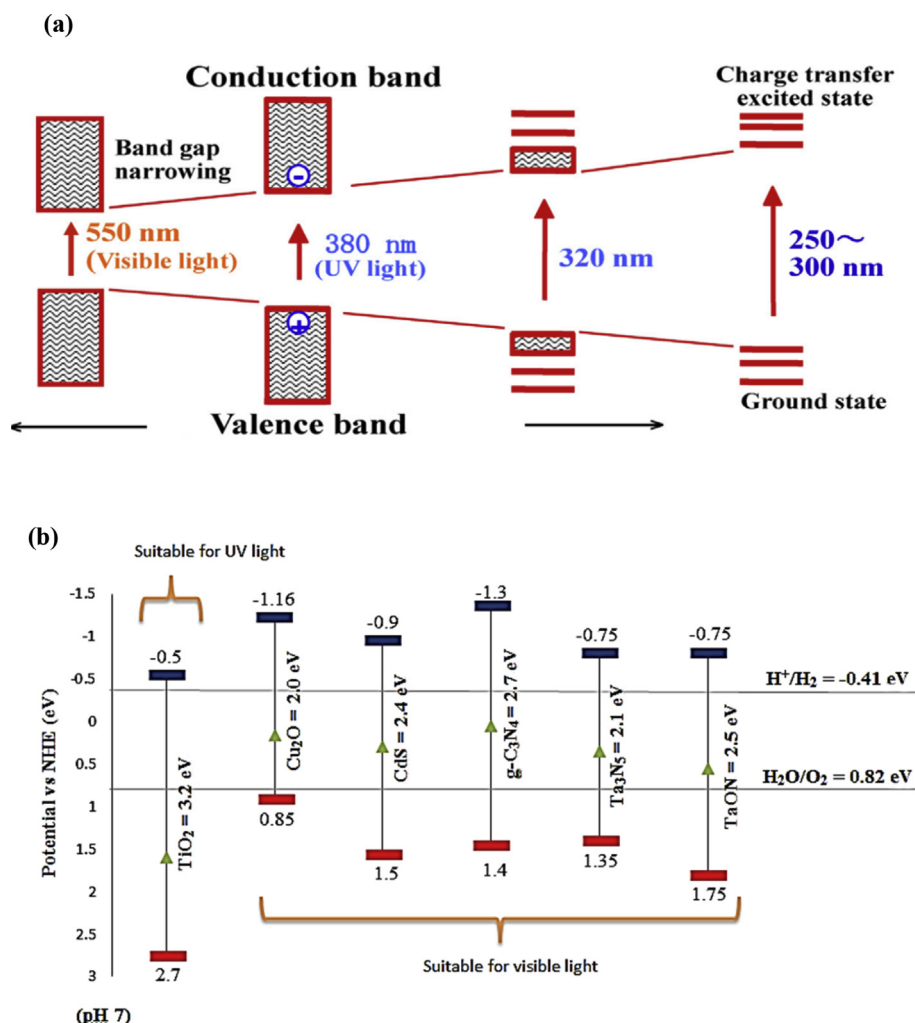 (a)
Conduction band
Charge transfer
excited state
Band gap
narrowing
-
550 nm
(Visible light)
380 nm
(UV light)
320 nm
250～
300 nm
+
Valence band
Ground state
(b)
Suitable for UV light
Potential vs NHE (eV)
-1.5
-1
-0.5
0
0.5
1
1.5
2
2.5
3
(pH 7)
-0.5
TiO₂ = 3.2 eV
2.7
-1.16
Cu₂O = 2.0 eV
0.85
-0.9
CdS = 2.4 eV
1.5
-1.3
g-C₃N₄ = 2.7 eV
1.4
-0.75
Ta₃N₅ = 2.1 eV
1.35
-0.75
TaON = 2.5 eV
1.75
H⁺/H₂ = -0.41 eV
H₂O/O₂ = 0.82 eV
Suitable for visible light